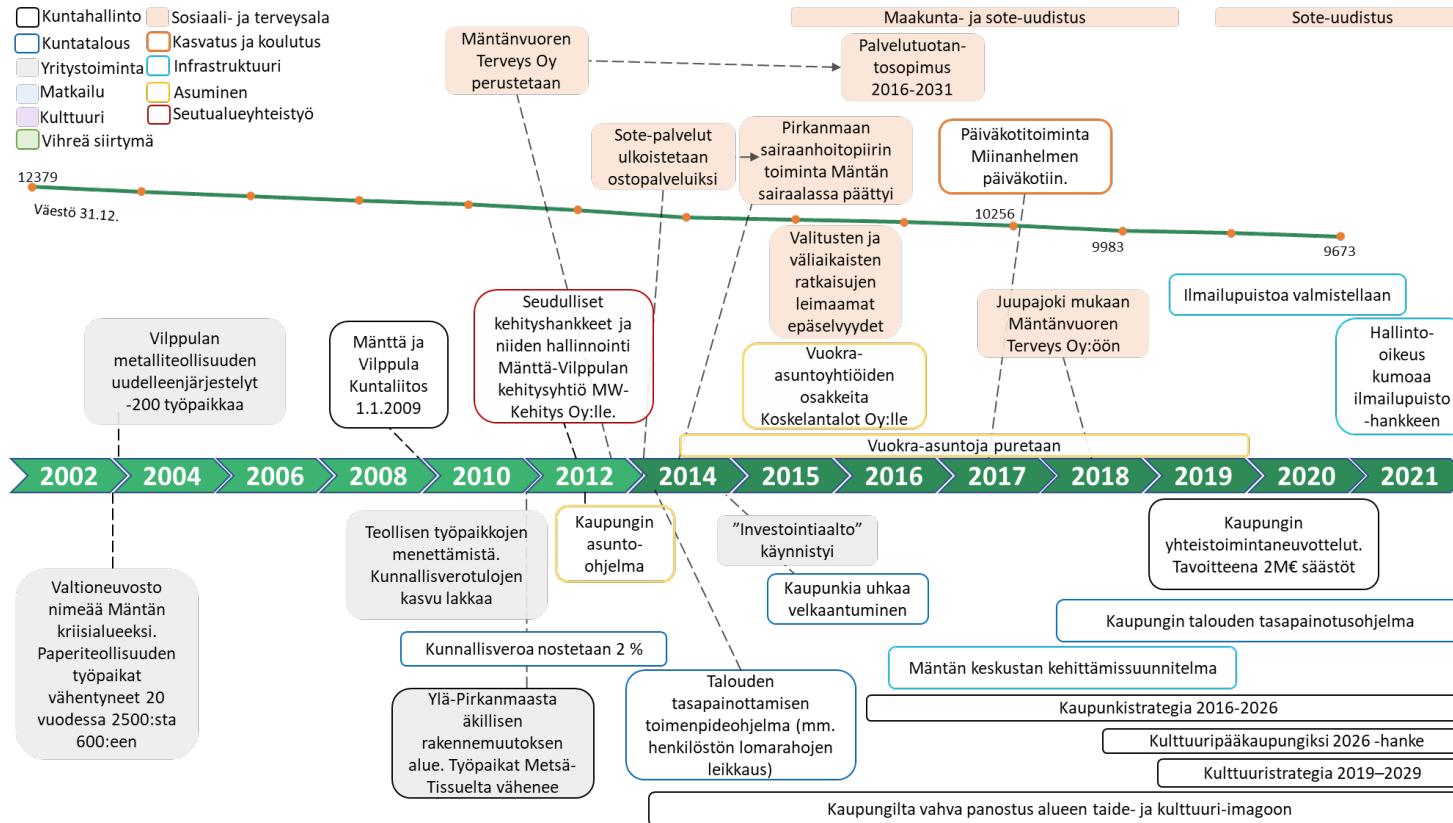 Kuntahallinto
Kuntatalous
Yritystoiminta
Matkailu
Kulttuuri
Vihreä siirtymä
Sosiaali- ja terveysala
Kasvatus ja koulutus
Infrastruktuuri
Asuminen
Seutualueyhteistyö
Maakunta- ja sote-uudistus
Sote-uudistus
Mäntänvuoren
Terveys Oy
perustetaan
Palvelutuotan-
tosopimus
2016-2031
Sote-palvelut
ulkoistetaan
ostopalveluiksi
Pirkanmaan
sairaanhoitopiirin
toiminta Mäntän
sairaalassa päättyi
Päiväkotitoiminta
Miinanhelmen
päiväkotiin.
12379
Väestö 31.12.
10256
9983
9673
Valitusten ja
väliaikaisten
ratkaisujen
leimaamat
epäselvyydet
Ilmailupuistoa valmistellaan
Juupajoki mukaan
Mäntänvuoren
Terveys Oy:öön
Hallinto-
oikeus
kumoaa
ilmailupuisto
-hankkeen
Vilppulan
metalliteollisuuden
uudelleenjärjestelyt
-200 työpaikkaa
Mänttä ja
Vilppula
Kuntaliitos
1.1.2009
Seudulliset
kehityshankkeet ja
niiden hallinnointi
Mänttä-Vilppulan
kehitysyhtiö MW-
Kehitys Oy:lle.
Vuokra-
asuntoyhtiöiden
osakkeita
Koskelantalot Oy:lle
Vuokra-asuntoja puretaan
2002 2004 2006 2008 2010 2012 2014 2015 2016 2017 2018 2019 2020 2021
Valtioneuvosto
nimeää Mäntän
kriisialueeksi.
Paperiteollisuuden
työpaikat
vähentyneet 20
vuodessa 2500:sta
600:een
Teollisen työpaikkojen
menettämistä.
Kunnallisverotulojen
kasvu lakkaa
Kaupungin
asunto-
ohjelma
”Investointiaalto”
käynnistyi
Kaupunkia uhkaa
velkaantuminen
Kaupungin
yhteistoimintaneuvottelut.
Tavoitteena 2M€ säästöt
Kunnallisveroa nostetaan 2 %
Kaupungin talouden tasapainotusohjelma
Mäntän keskustan kehittämissuunnitelma
Ylä-Pirkanmaasta
äkillisen
rakennemuutoksen
alue. Työpaikat Metsä-
Tissuelta vähenee
Talouden
tasapainottamisen
toimenpideohjelma (mm.
henkilöstön lomarahojen
leikkaus)
Kaupunkistrategia 2016-2026
Kulttuuripääkaupungiksi 2026 -hanke
Kulttuuristrategia 2019–2029
Kaupungilta vahva panostus alueen taide- ja kulttuuri-imagoon